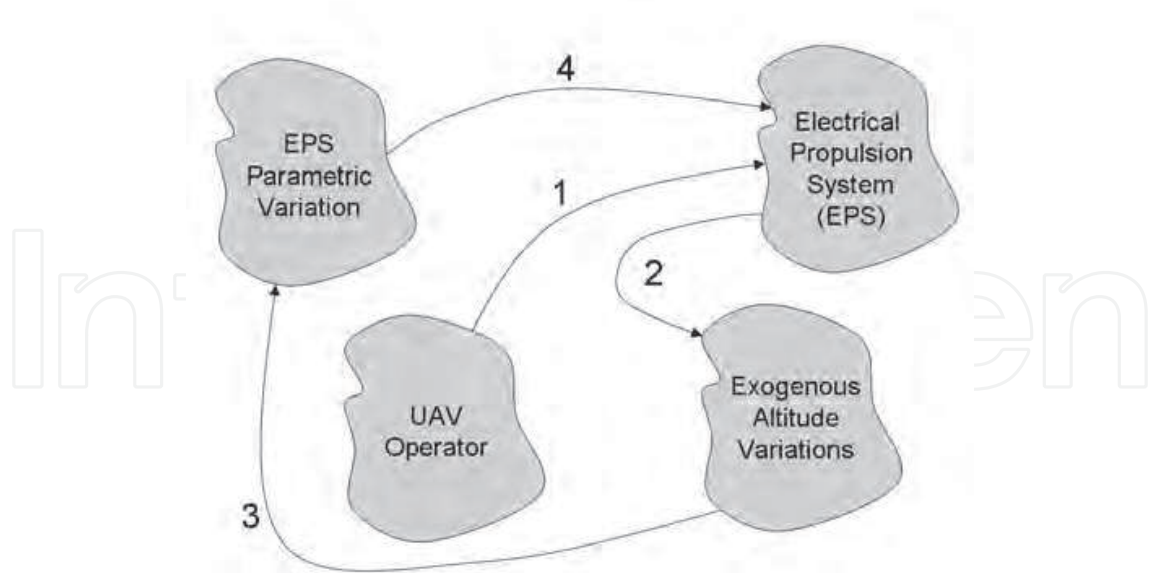 4
EPS
Parametric
Variation
Electrical
Propulsion
System
(EPS)
1
2
UAV
Operator
Exogenous
Altitude
Variations
3